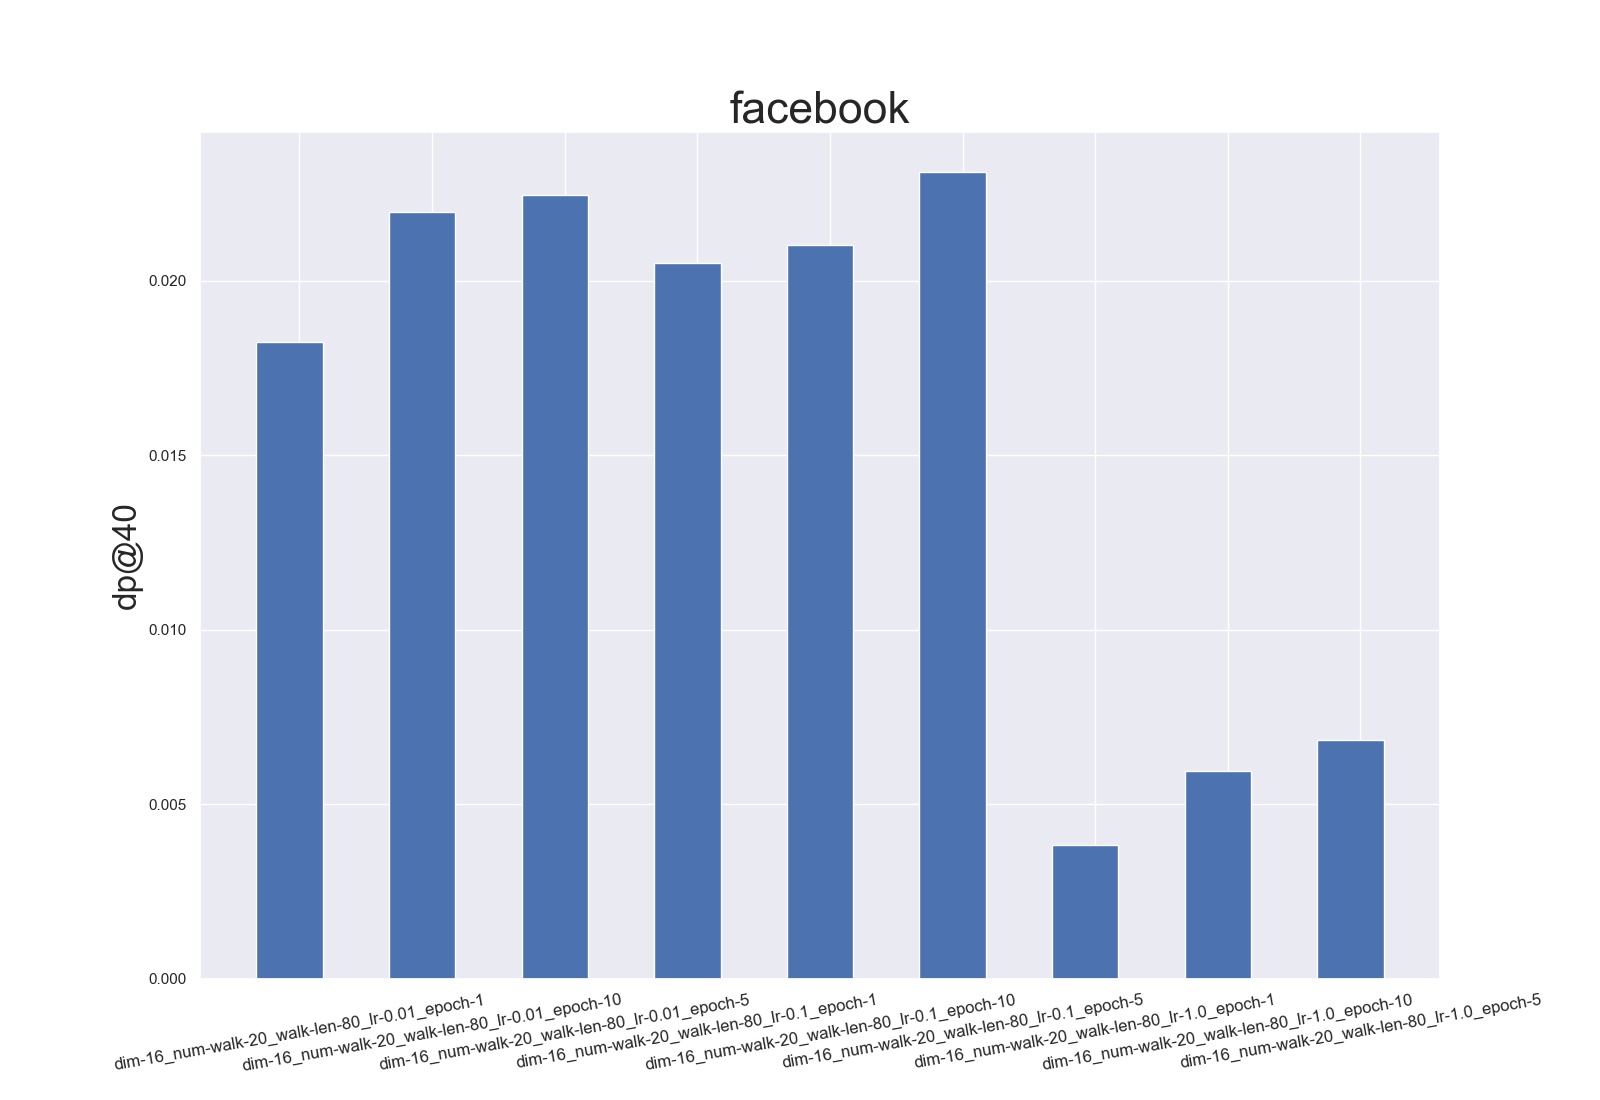 facebook
dp@40
0.020
0.015
0.010
0.005
0.000
dim-16_num-walk-20_walk-len-80_lr-0.01_epoch-1
dim-16_num-walk-20_walk-len-80_lr-0.01_epoch-10
dim-16_num-walk-20_walk-len-80_lr-0.01_epoch-5
dim-16_num-walk-20_walk-len-80_lr-0.1_epoch-1
dim-16_num-walk-20_walk-len-80_lr-0.1_epoch-10
dim-16_num-walk-20_walk-len-80_lr-0.1_epoch-5
dim-16_num-walk-20_walk-len-80_lr-1.0_epoch-1
dim-16_num-walk-20_walk-len-80_lr-1.0_epoch-10
dim-16_num-walk-20_walk-len-80_lr-1.0_epoch-5